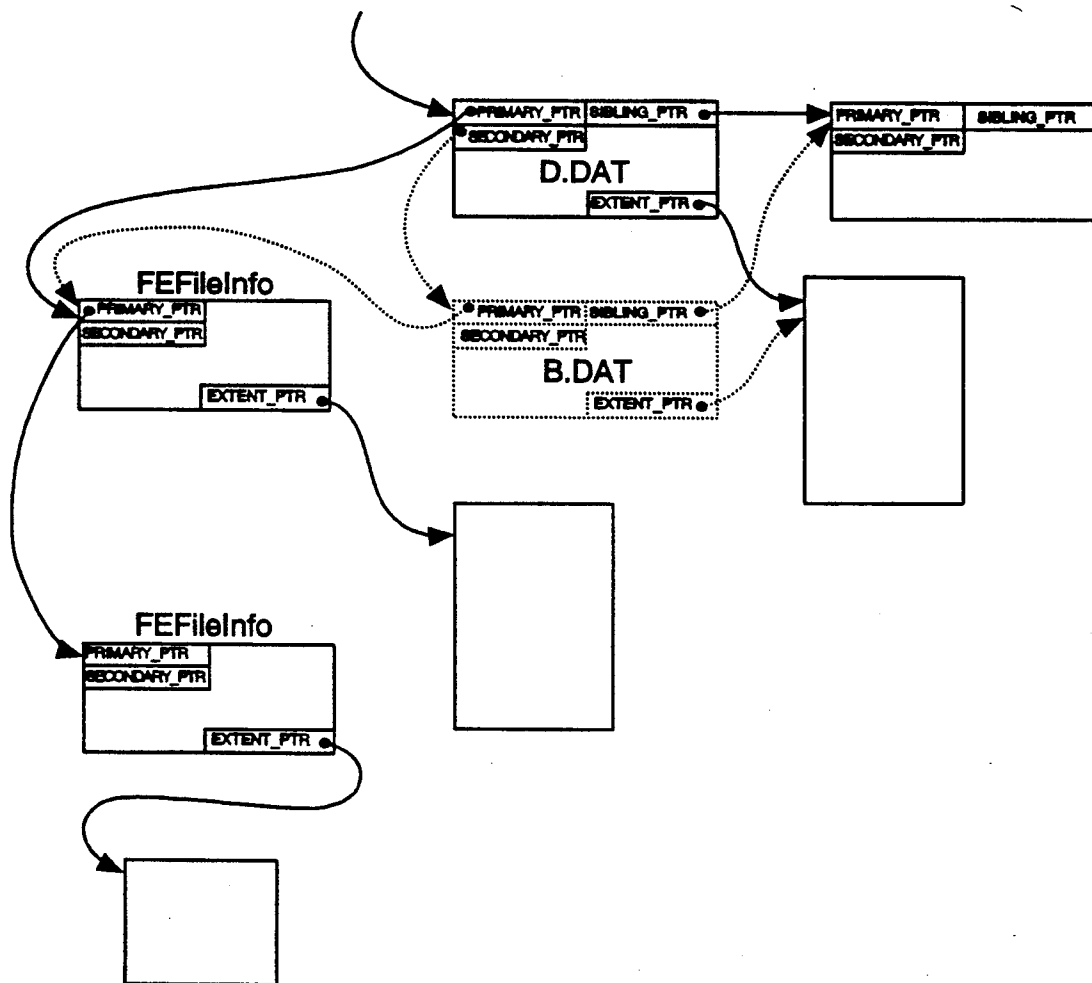 PRIMARY_PTR SIBLING_PTR
SECONDARY_PTR
D.DAT
EXTENT_PTR
PRIMARY_PTR SIBLING_PTR
SECONDARY_PTR
FEFileInfo
PRIMARY_PTR
SECONDARY_PTR
EXTENT_PTR
PRIMARY_PTR SIBLING_PTR
SECONDARY_PTR
B.DAT
EXTENT_PTR
FEFileInfo
PRIMARY_PTR
SECONDARY_PTR
EXTENT_PTR